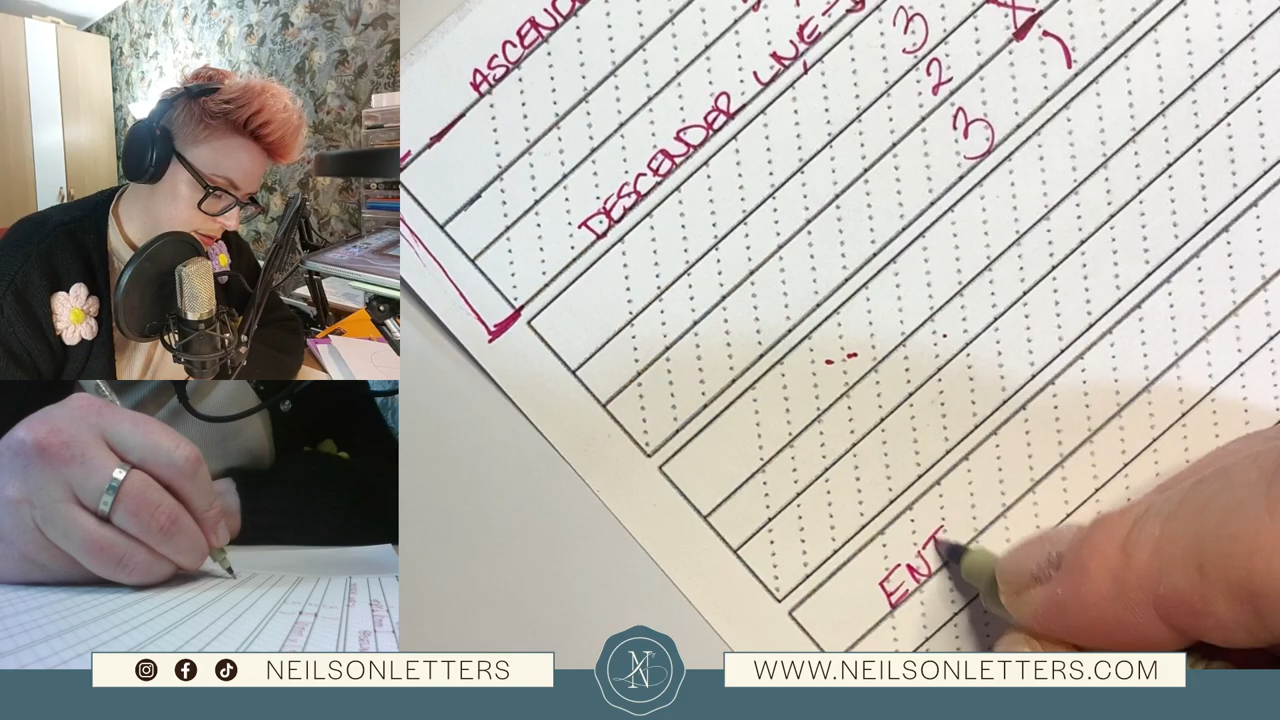 ASCEND
DESCENDER LINE
3
2
3
ENT
NEILSONLETTERS
N
WWW.NEILSONLETTERS.COM